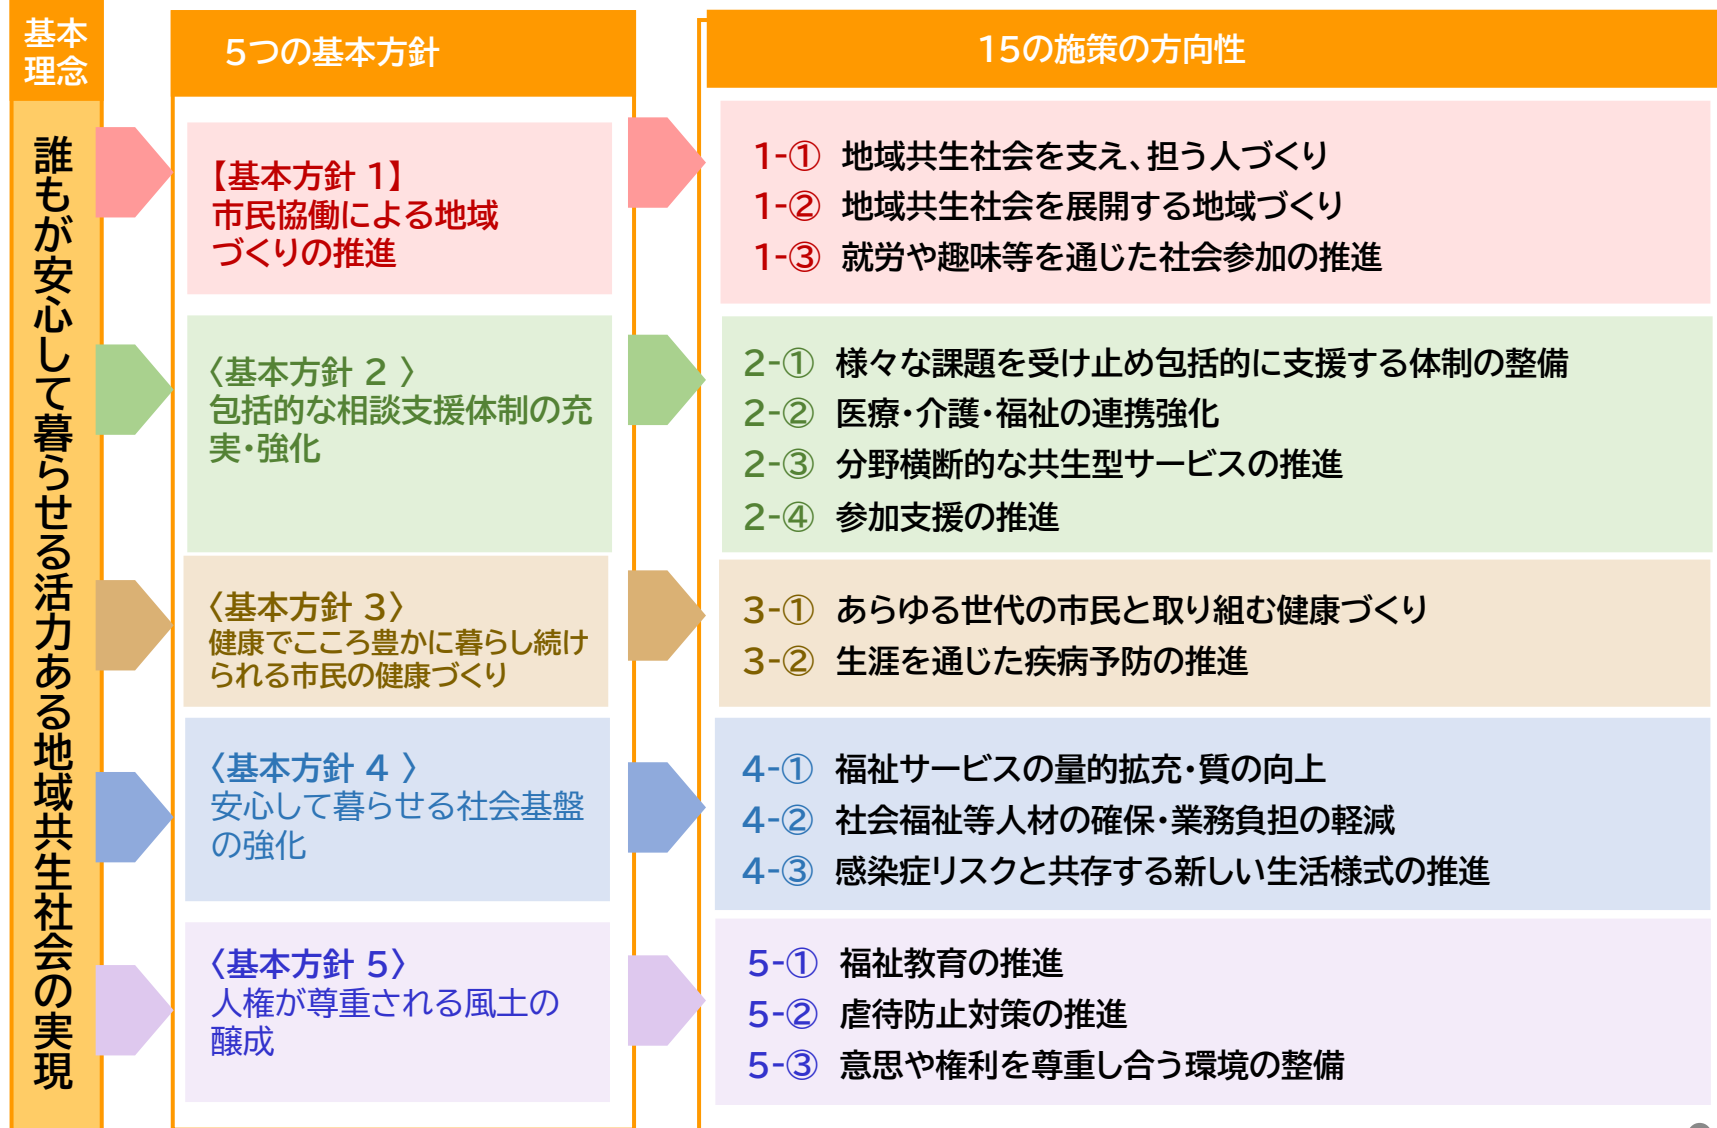 基本
理念
誰もが安心して暮らせる活力ある地域共生社会の実現
5つの基本方針
15の施策の方向性
【基本方針 1】
市民協働による地域
づくりの推進
1-① 地域共生社会を支え、担う人づくり
1-② 地域共生社会を展開する地域づくり
1-③ 就労や趣味等を通じた社会参加の推進
〈基本方針 2 〉
包括的な相談支援体制の充
実・強化
2-① 様々な課題を受け止め包括的に支援する体制の整備
2-② 医療・介護・福祉の連携強化
2-③ 分野横断的な共生型サービスの推進
2-④ 参加支援の推進
〈基本方針 3〉
健康でこころ豊かに暮らし続け
られる市民の健康づくり
3-① あらゆる世代の市民と取り組む健康づくり
3-② 生涯を通じた疾病予防の推進
〈基本方針 4 〉
安心して暮らせる社会基盤
の強化
4-① 福祉サービスの量的拡充・質の向上
4-② 社会福祉等人材の確保・業務負担の軽減
4-③ 感染症リスクと共存する新しい生活様式の推進
〈基本方針 5〉
人権が尊重される風土の
醸成
5-① 福祉教育の推進
5-② 虐待防止対策の推進
5-③ 意思や権利を尊重し合う環境の整備